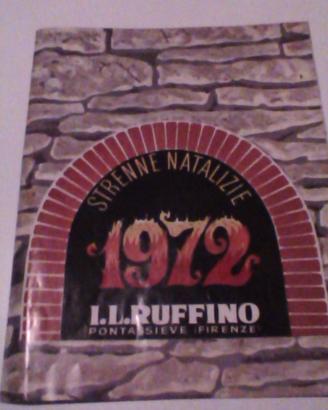 STRENNE NATALIZIE
1972
I.L.RUFFINO
PONTASSIEVE (FIRENZE)